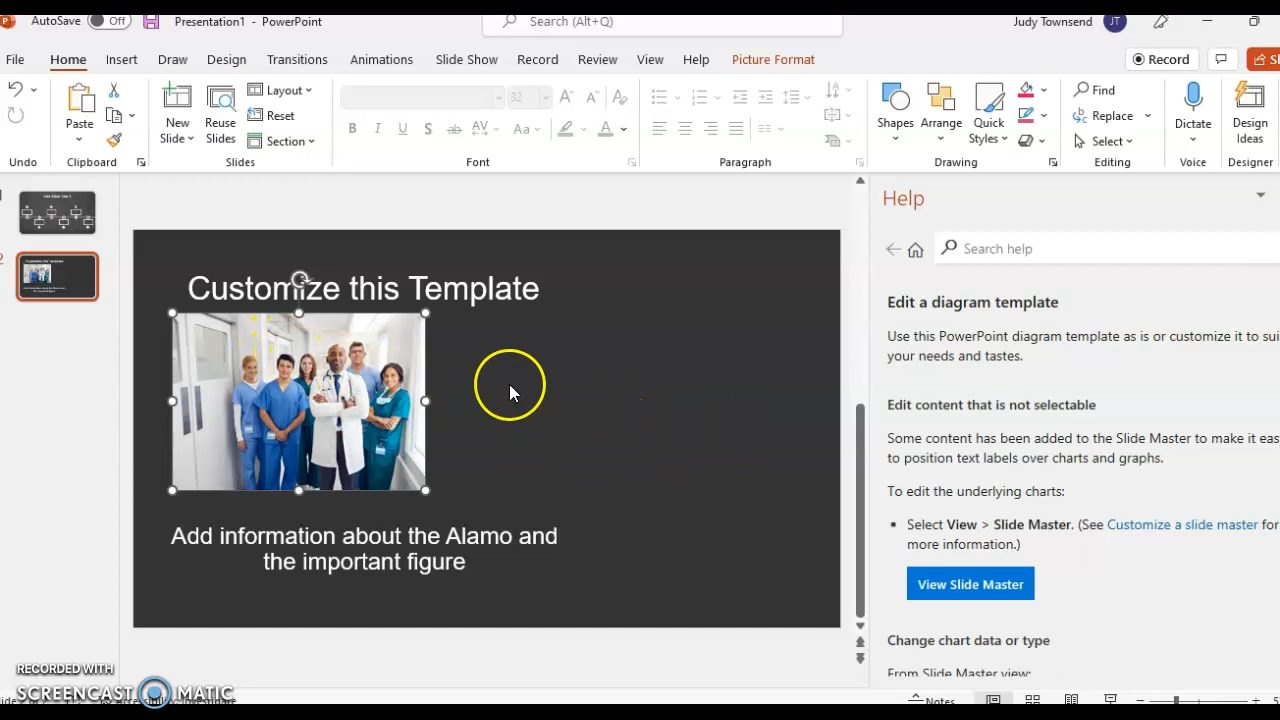 AutoSave Off Presentation1 - PowerPoint Search (Alt+Q) Judy Townsend JT
File Home Insert Draw Design Transitions Animations Slide Show Record Review View Help Picture Format Record
Paste New Slide Reuse Slides Layout Reset Section 32 Aa Shapes Arrange Quick Styles Find Replace Select Dictate Design Ideas
Undo Clipboard Slides Font Paragraph Drawing Editing Voice Designer
Help
Search help
Customize this Template
Add information about the Alamo and
the important figure
Edit a diagram template
Use this PowerPoint diagram template as is or customize it to sui
your needs and tastes.
Edit content that is not selectable
Some content has been added to the Slide Master to make it eas
to position text labels over charts and graphs.
To edit the underlying charts:
Select View > Slide Master. (See Customize a slide master for
more information.)
View Slide Master
Change chart data or type
From Slide Master view:
2
RECORDED WITH
SCREENCAST MATIC
Notes